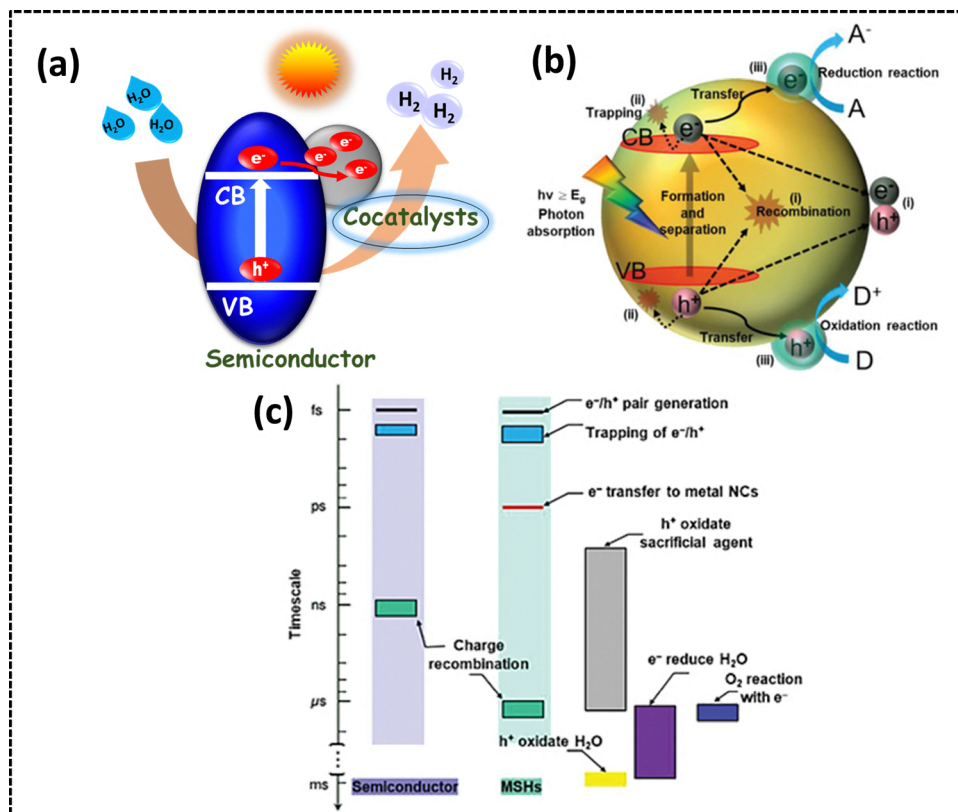 (a)
H₂O
H₂O
H₂O
H₂
H₂
H₂
e⁻
e⁻
e⁻
e⁻
CB
Cocatalysts
h⁺
VB
Semiconductor
(b)
A⁻
(iii)
e⁻
Reduction reaction
Transfer
A
(ii)
Trapping
e⁻
CB
hν ≥ Eg
Photon
absorption
Formation
and
separation
(i)
Recombination
e⁻
(i)
h⁺
VB
h⁺
(ii)
Transfer
D⁺
Oxidation reaction
h⁺
(iii)
D
(c)
fs
e⁻/h⁺ pair generation
Trapping of e⁻/h⁺
ps
e⁻ transfer to metal NCs
h⁺ oxidate
sacrificial agent
Timescale
ns
Charge
recombination
e⁻ reduce H₂O
O₂ reaction
with e⁻
μs
h⁺ oxidate H₂O
ms
Semiconductor
MSHs